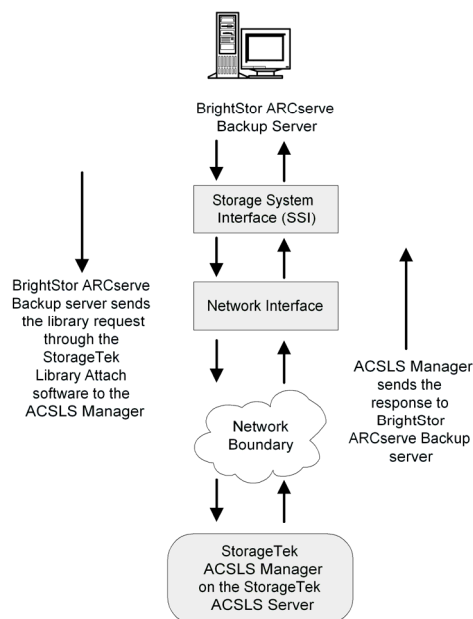 BrightStor ARCserve
Backup Server
Storage System
Interface (SSI)
BrightStor ARCserve
Backup server sends
the library request
through the
StorageTek
Library Attach
software to the
ACSLS Manager
Network Interface
ACSLS Manager
sends the
response to
BrightStor
ARCserve Backup
server
Network
Boundary
StorageTek
ACSLS Manager
on the StorageTek
ACSLS Server